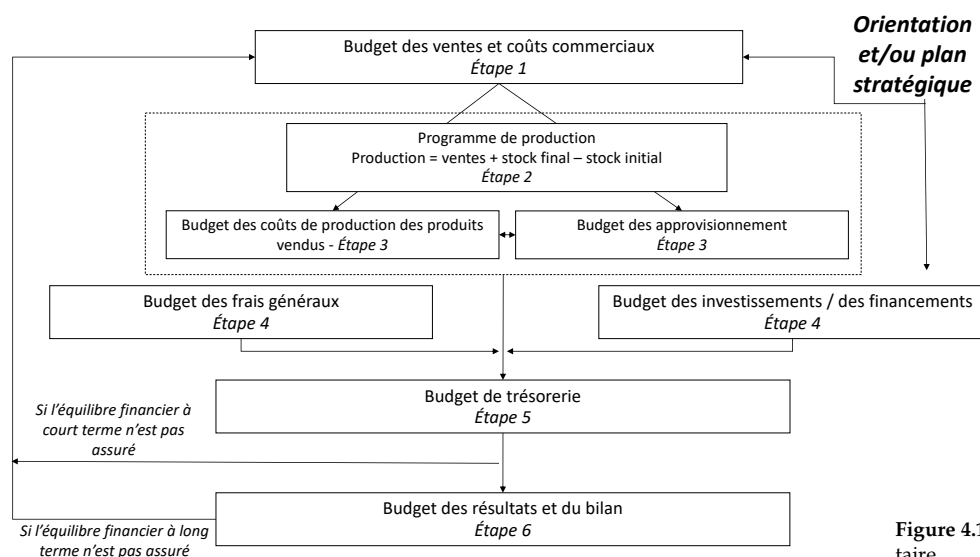 Orientation
et/ou plan
stratégique
Budget des ventes et coûts commerciaux
Étape 1
Programme de production
Production = ventes + stock final – stock initial
Étape 2
Budget des coûts de production des produits
vendus - Étape 3
Budget des approvisionnement
Étape 3
Budget des frais généraux
Étape 4
Budget des investissements / des financements
Étape 4
Budget de trésorerie
Étape 5
Si l'équilibre financier à
court terme n'est pas
assuré
Budget des résultats et du bilan
Étape 6
Si l'équilibre financier à long
terme n'est pas assuré
Figure 4.1
taire